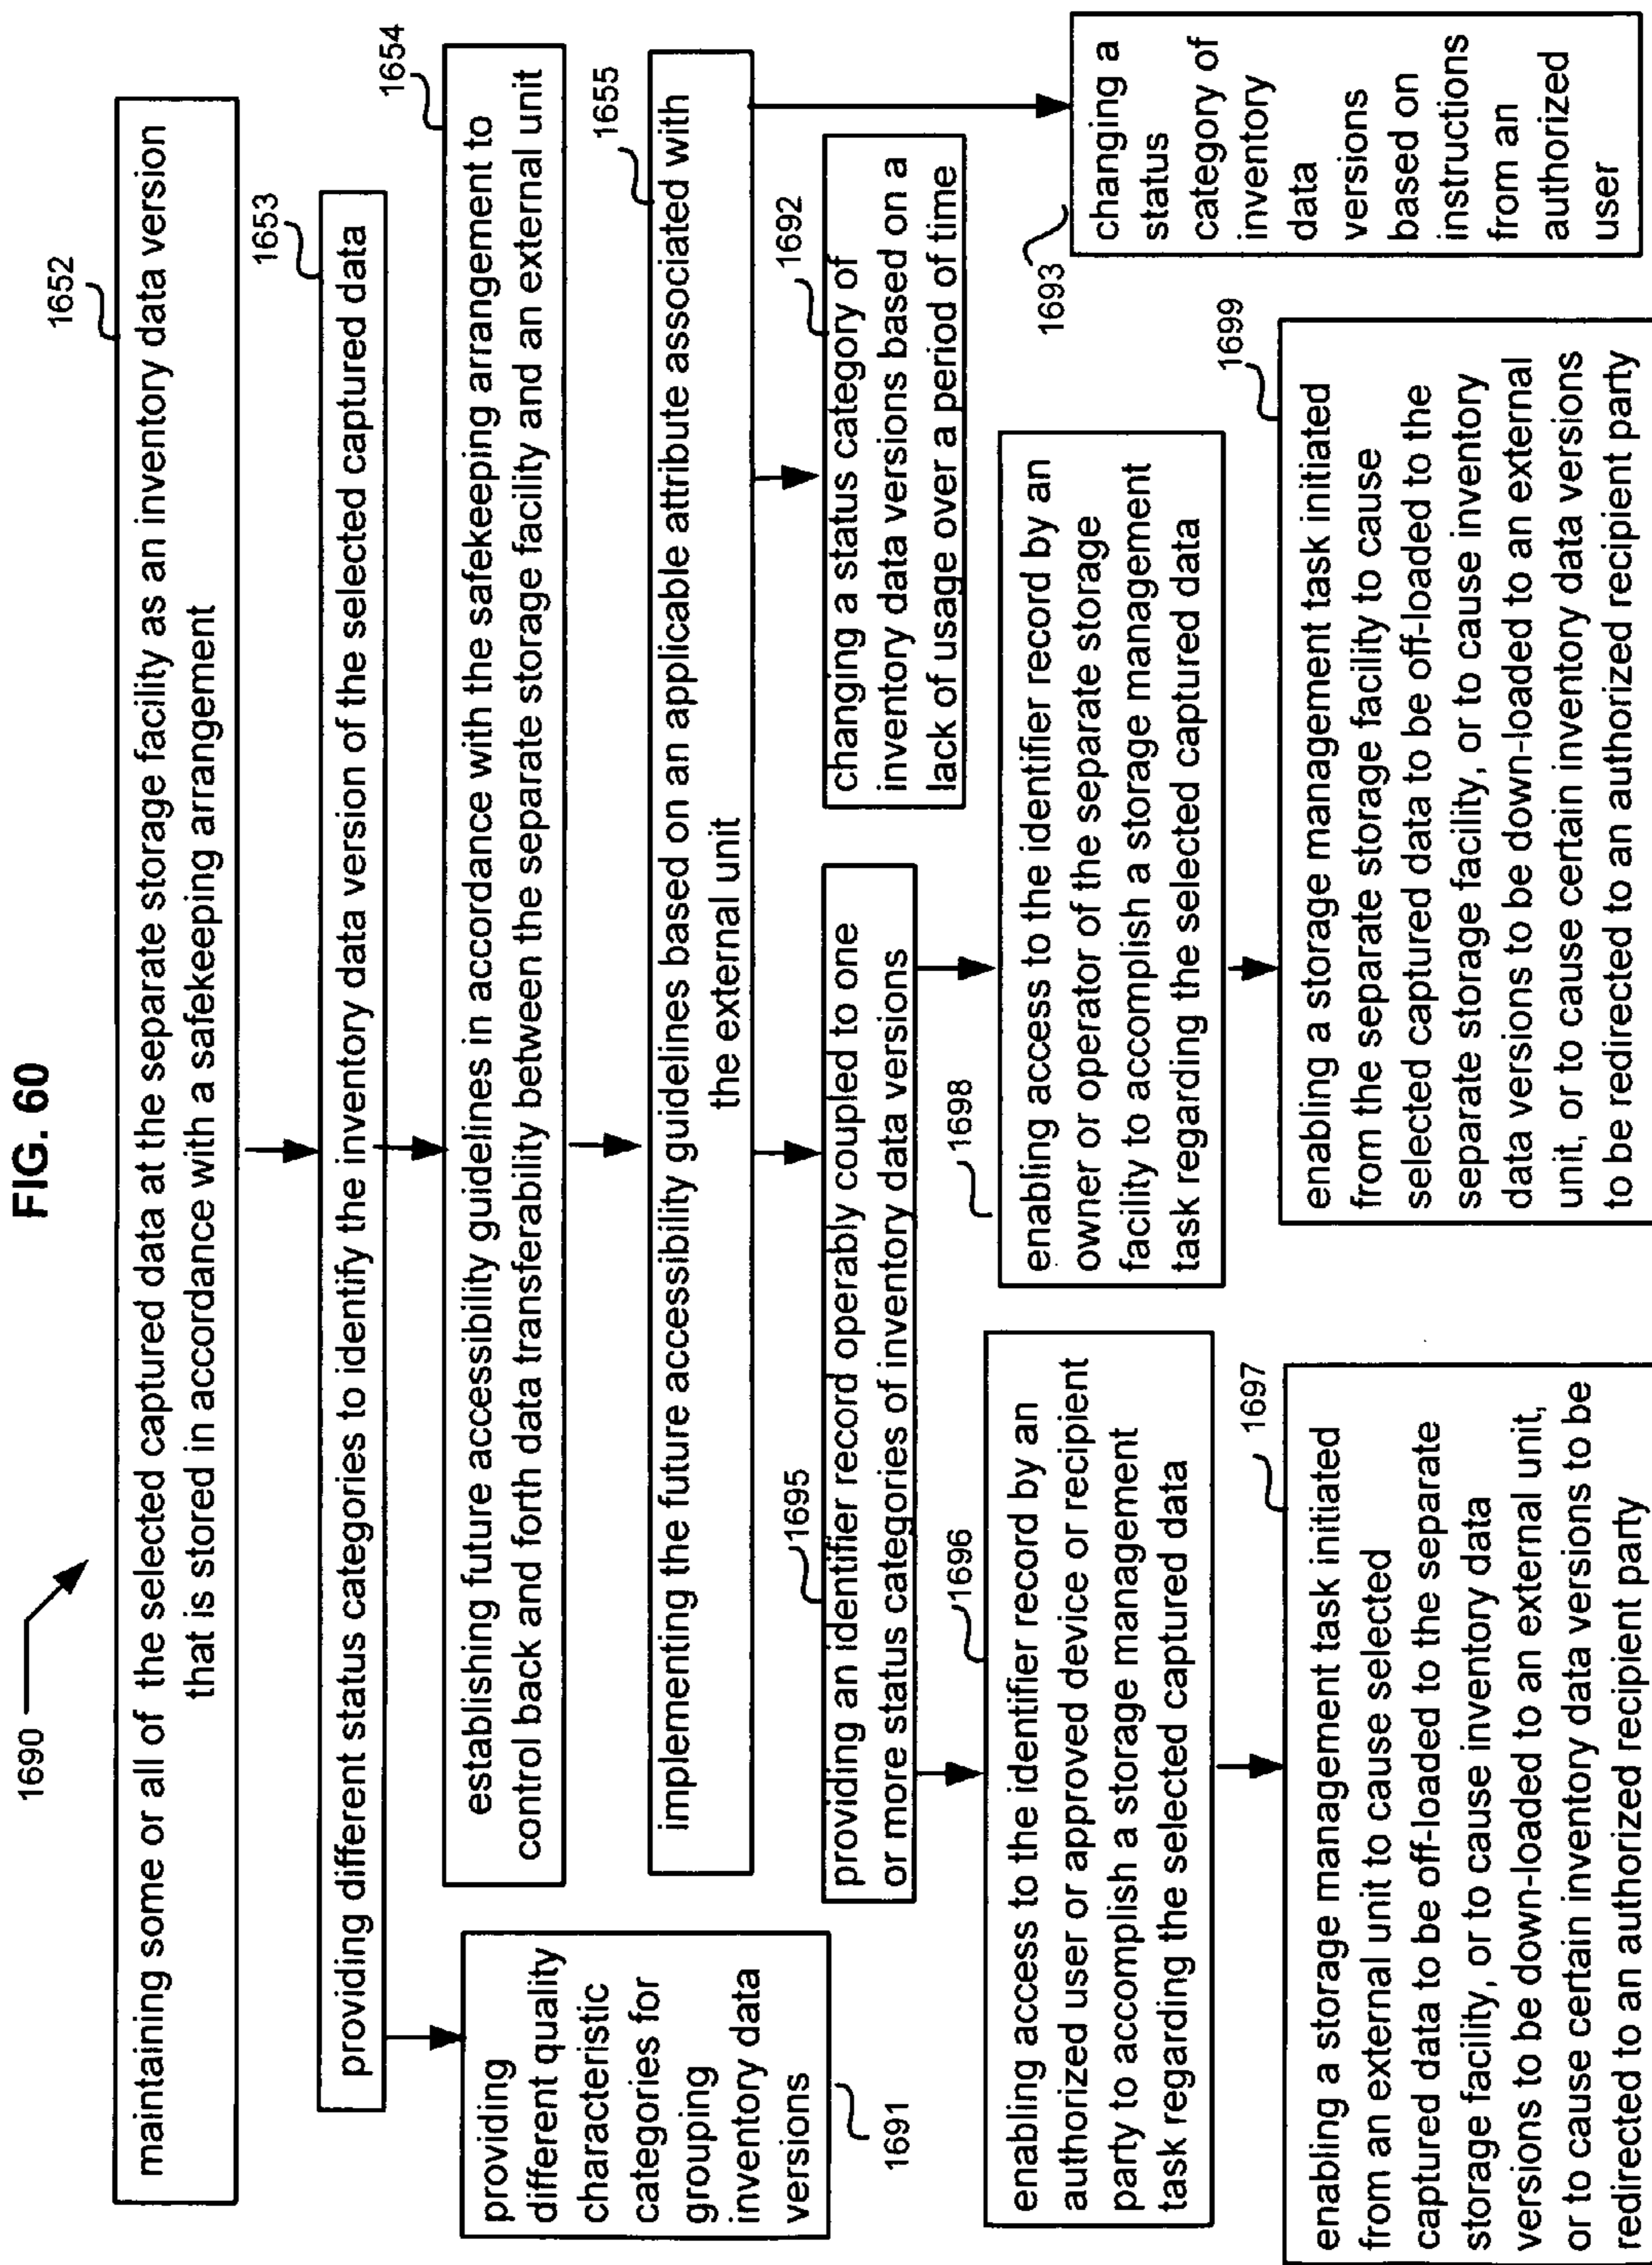 FIG. 60
1690
1652
maintaining some or all of the selected captured data at the separate storage facility as an inventory data version
that is stored in accordance with a safekeeping arrangement
1653
providing different status categories to identify the inventory data version of the selected captured data
1654
establishing future accessibility guidelines in accordance with the safekeeping arrangement to
control back and forth data transferability between the separate storage facility and an external unit
1655
implementing the future accessibility guidelines based on an applicable attribute associated with
the external unit
providing
different quality
characteristic
categories for
grouping
inventory data
versions
1691
1695
providing an identifier record operably coupled to one
or more status categories of inventory data versions
1692
changing a status category of
inventory data versions based on a
lack of usage over a period of time
1693
changing a
status
category of
inventory
data
versions
based on
instructions
from an
authorized
user
1696
enabling access to the identifier record by an
authorized user or approved device or recipient
party to accomplish a storage management
task regarding the selected captured data
1698
enabling access to the identifier record by an
owner or operator of the separate storage
facility to accomplish a storage management
task regarding the selected captured data
1697
enabling a storage management task initiated
from an external unit to cause selected
captured data to be off-loaded to the separate
storage facility, or to cause inventory data
versions to be down-loaded to an external unit,
or to cause certain inventory data versions to be
redirected to an authorized recipient party
1699
enabling a storage management task initiated
from the separate storage facility to cause
selected captured data to be off-loaded to the
separate storage facility, or to cause inventory
data versions to be down-loaded to an external
unit, or to cause certain inventory data versions
to be redirected to an authorized recipient party